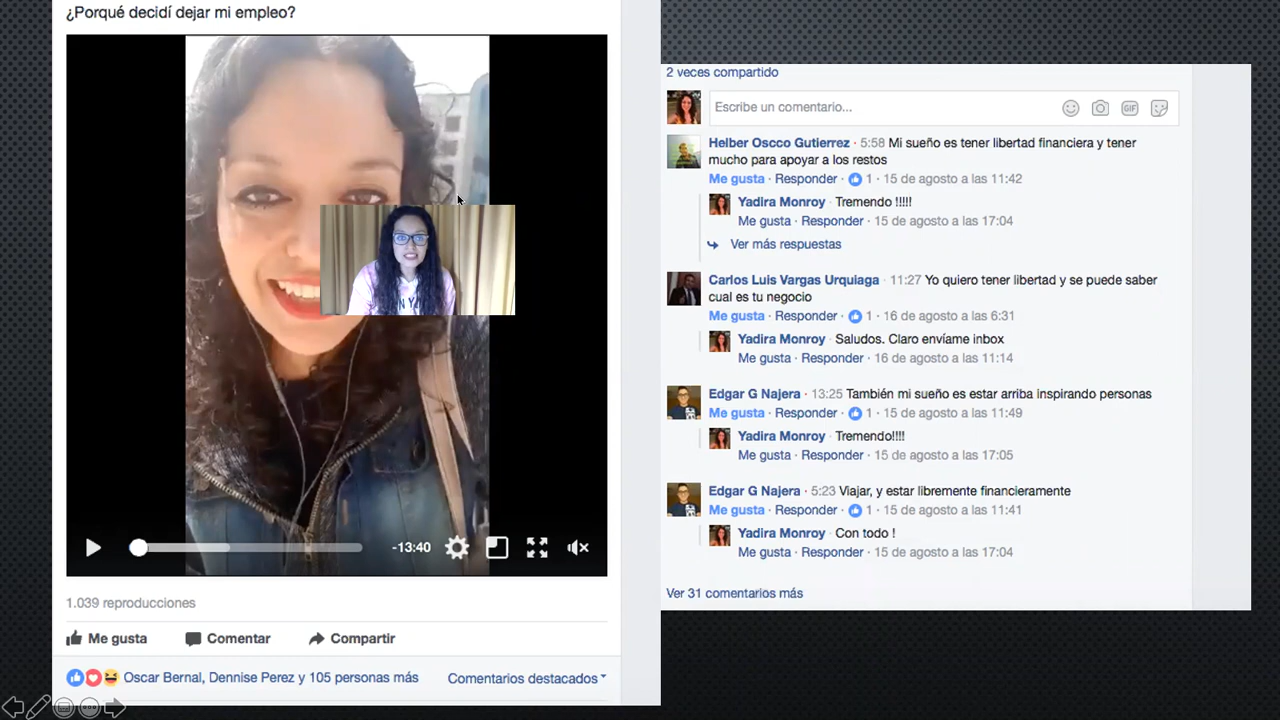 ¿Porqué decidí dejar mi empleo?
-13:40
1.039 reproducciones
Me gusta Comentar Compartir
Oscar Bernal, Dennise Perez y 105 personas más Comentarios destacados
2 veces compartido
Escribe un comentario... GIF
Helber Oscco Gutierrez · 5:58 Mi sueño es tener libertad financiera y tener
mucho para apoyar a los restos
Me gusta · Responder · 1 · 15 de agosto a las 11:42
Yadira Monroy · Tremendo !!!!!
Me gusta · Responder · 15 de agosto a las 17:04
Ver más respuestas
Carlos Luis Vargas Urquiaga · 11:27 Yo quiero tener libertad y se puede saber
cual es tu negocio
Me gusta · Responder · 1 · 16 de agosto a las 6:31
Yadira Monroy · Saludos. Claro envíame inbox
Me gusta · Responder · 16 de agosto a las 11:14
Edgar G Najera · 13:25 También mi sueño es estar arriba inspirando personas
Me gusta · Responder · 1 · 15 de agosto a las 11:49
Yadira Monroy · Tremendo!!!!
Me gusta · Responder · 15 de agosto a las 17:05
Edgar G Najera · 5:23 Viajar, y estar libremente financieramente
Me gusta · Responder · 1 · 15 de agosto a las 11:41
Yadira Monroy · Con todo !
Me gusta · Responder · 15 de agosto a las 17:04
Ver 31 comentarios más